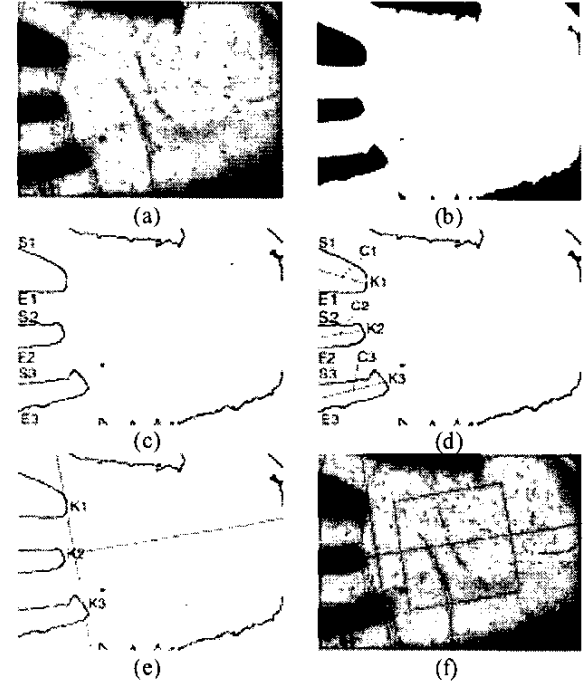 (a)
(b)
S1
E1
S2
E2
S3
E3
(c)
S1
C1
K1
E1
C2
S2
K2
E2
C3
S3
K3
E3
(d)
K1
K2
K3
(e)
(f)